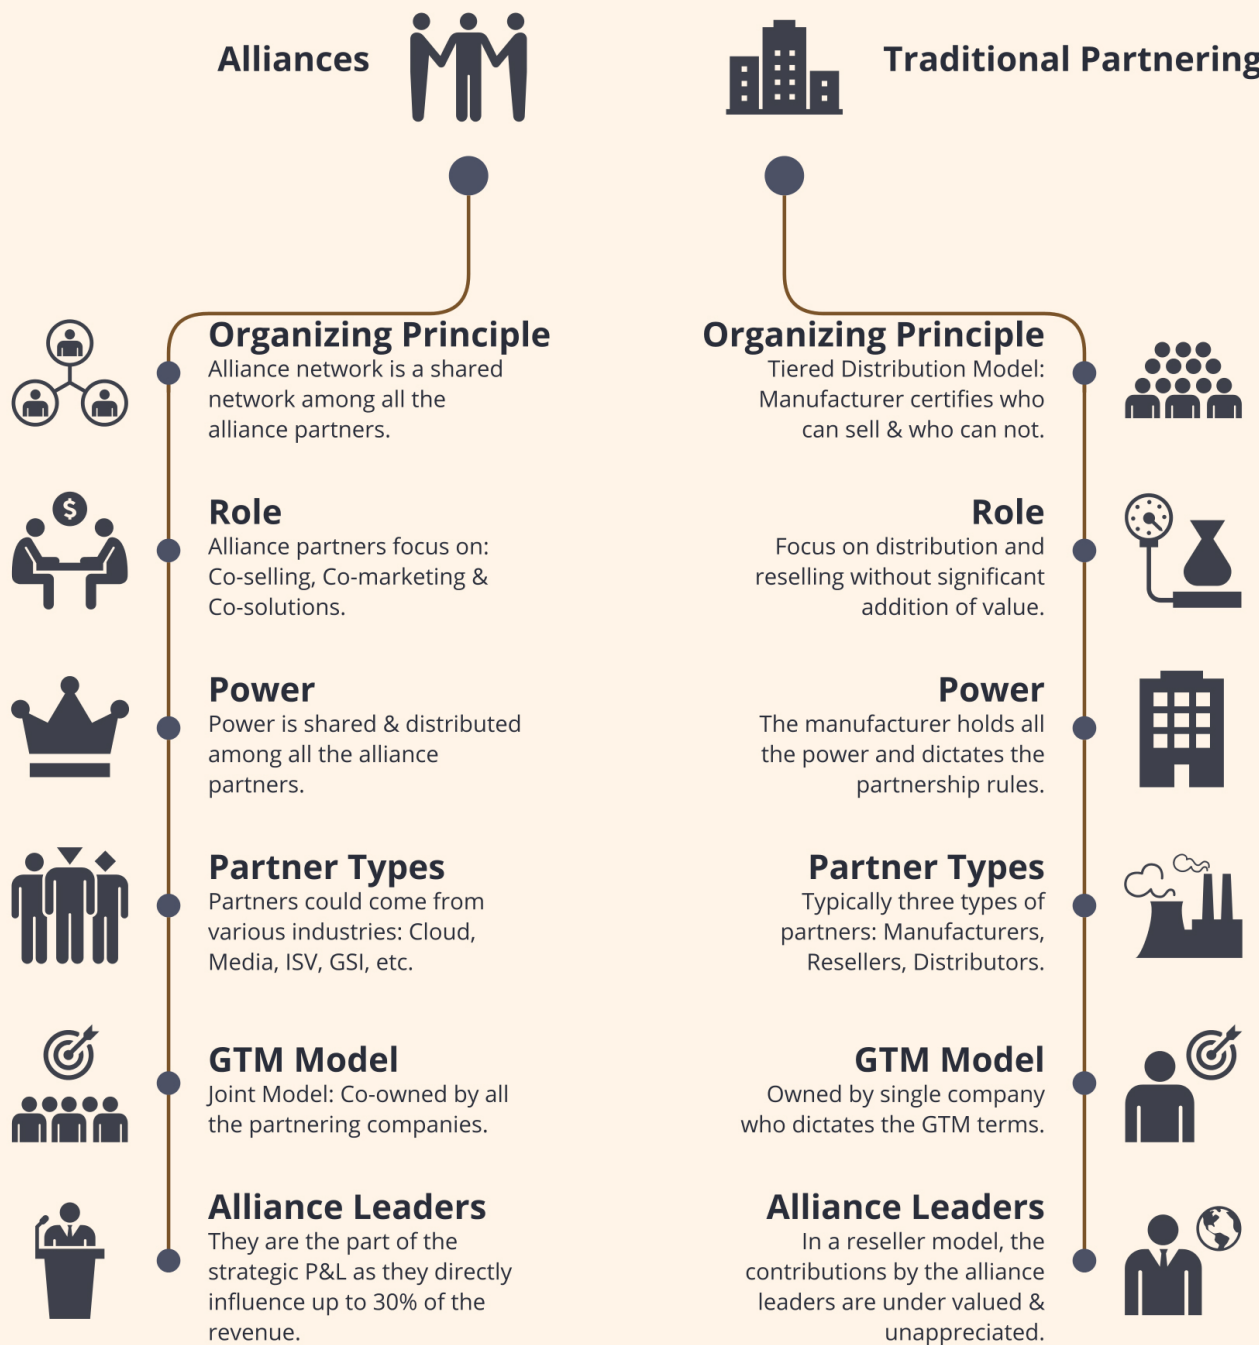 Alliances
Traditional Partnering
Organizing Principle
Alliance network is a shared
network among all the
alliance partners.
Role
Alliance partners focus on:
Co-selling, Co-marketing &
Co-solutions.
Power
Power is shared & distributed
among all the alliance
partners.
Partner Types
Partners could come from
various industries: Cloud,
Media, ISV, GSI, etc.
GTM Model
Joint Model: Co-owned by all
the partnering companies.
Alliance Leaders
They are the part of the
strategic P&L as they directly
influence up to 30% of the
revenue.
Organizing Principle
Tiered Distribution Model:
Manufacturer certifies who
can sell & who can not.
Role
Focus on distribution and
reselling without significant
addition of value.
Power
The manufacturer holds all
the power and dictates the
partnership rules.
Partner Types
Typically three types of
partners: Manufacturers,
Resellers, Distributors.
GTM Model
Owned by single company
who dictates the GTM terms.
Alliance Leaders
In a reseller model, the
contributions by the alliance
leaders are under valued &
unappreciated.
$